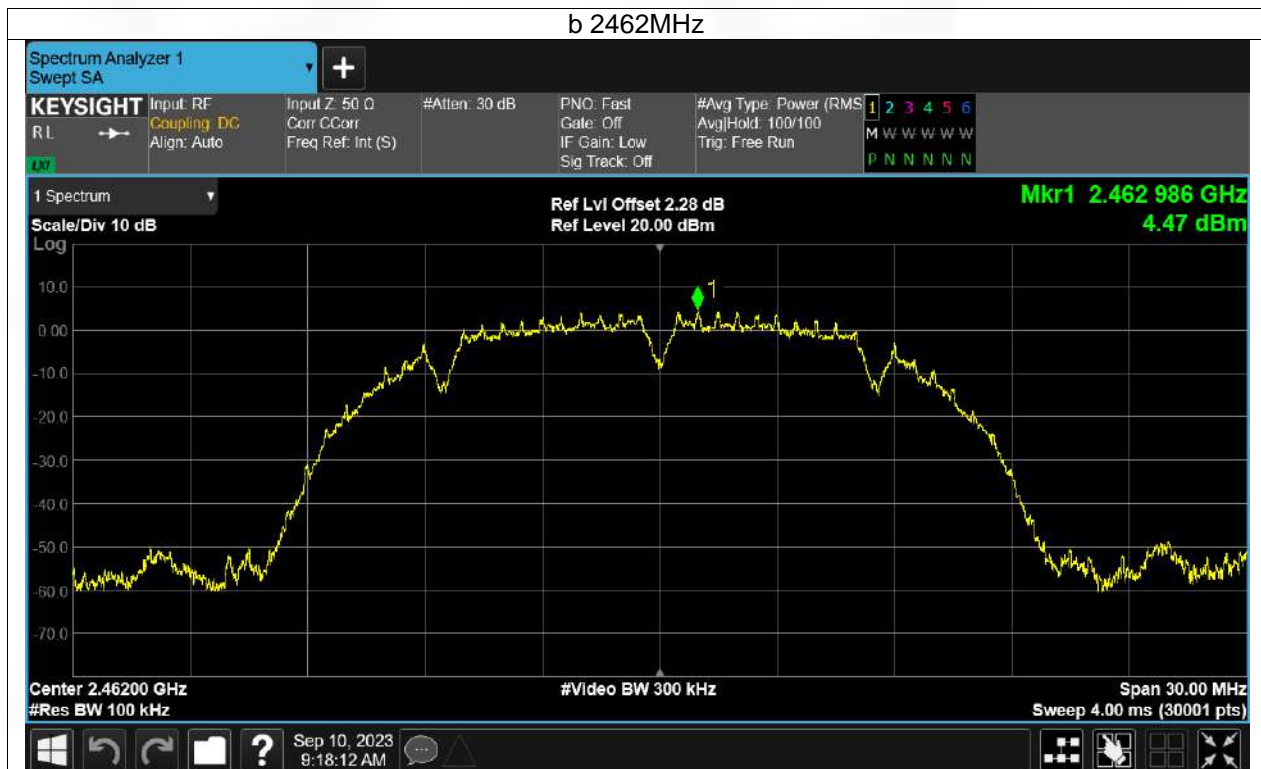 b 2462MHz
Spectrum Analyzer 1
Swept SA
+
KEYSIGHT
RL
LXI
Input: RF
Coupling: DC
Align: Auto
Input Z: 50 Ω
Corr CCorr
Freq Ref: Int (S)
#Atten: 30 dB
PNO: Fast
Gate: Off
IF Gain: Low
Sig Track: Off
#Avg Type: Power (RMS
Avg|Hold: 100/100
Trig: Free Run
1 2 3 4 5 6
M W W W W W
P N N N N N
1 Spectrum
Scale/Div 10 dB
Log
Ref Lvl Offset 2.28 dB
Ref Level 20.00 dBm
Mkr1 2.462 986 GHz
4.47 dBm
1
10.0
0.00
-10.0
-20.0
-30.0
-40.0
-50.0
-60.0
-70.0
Center 2.46200 GHz
#Res BW 100 kHz
#Video BW 300 kHz
Span 30.00 MHz
Sweep 4.00 ms (30001 pts)
?
Sep 10, 2023
9:18:12 AM